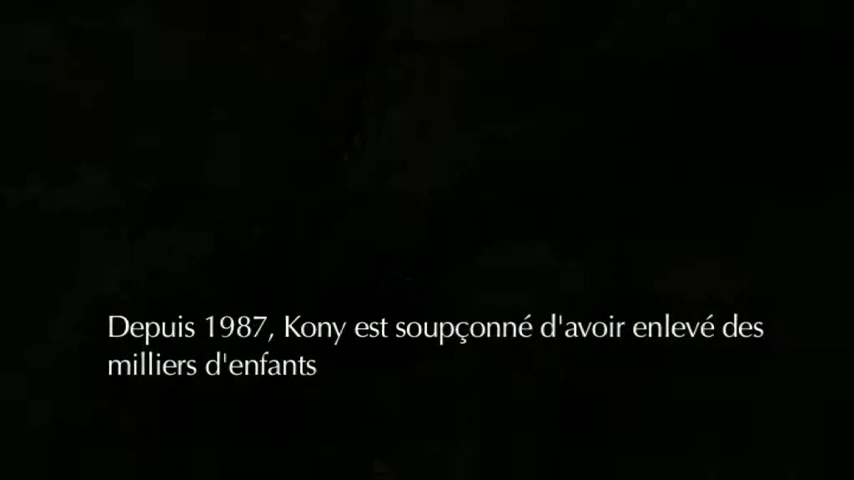 Depuis 1987, Kony est soupçonné d'avoir enlevé des
milliers d'enfants